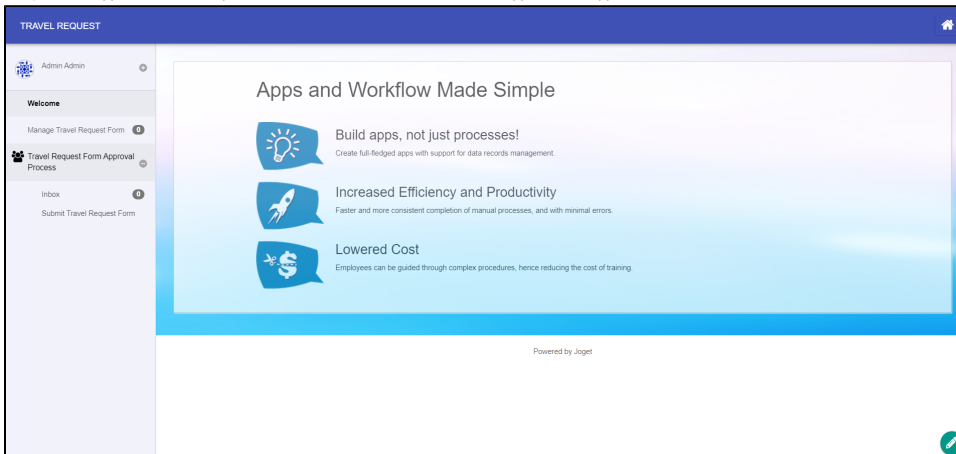 TRAVEL REQUEST
Admin Admin
Welcome
Manage Travel Request Form 0
Travel Request Form Approval
Process
Inbox 0
Submit Travel Request Form
Apps and Workflow Made Simple
Build apps, not just processes!
Create full-fledged apps with support for data records management.
Increased Efficiency and Productivity
Faster and more consistent completion of manual processes, and with minimal errors.
Lowered Cost
Employees can be guided through complex procedures, hence reducing the cost of training.
Powered by Joget